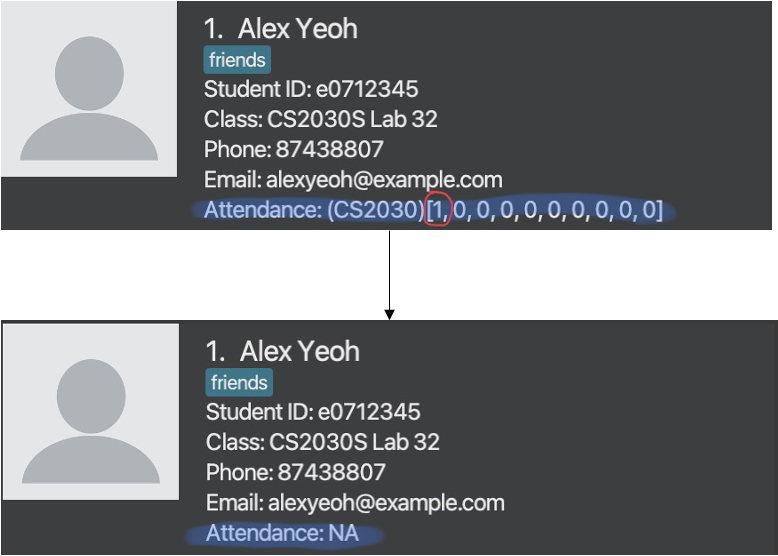 1. Alex Yeoh
friends
Student ID: e0712345
Class: CS2030S Lab 32
Phone: 87438807
Email: alexyeoh@example.com
Attendance: (CS2030)[1, 0, 0, 0, 0, 0, 0, 0, 0, 0]
1. Alex Yeoh
friends
Student ID: e0712345
Class: CS2030S Lab 32
Phone: 87438807
Email: alexyeoh@example.com
Attendance: NA